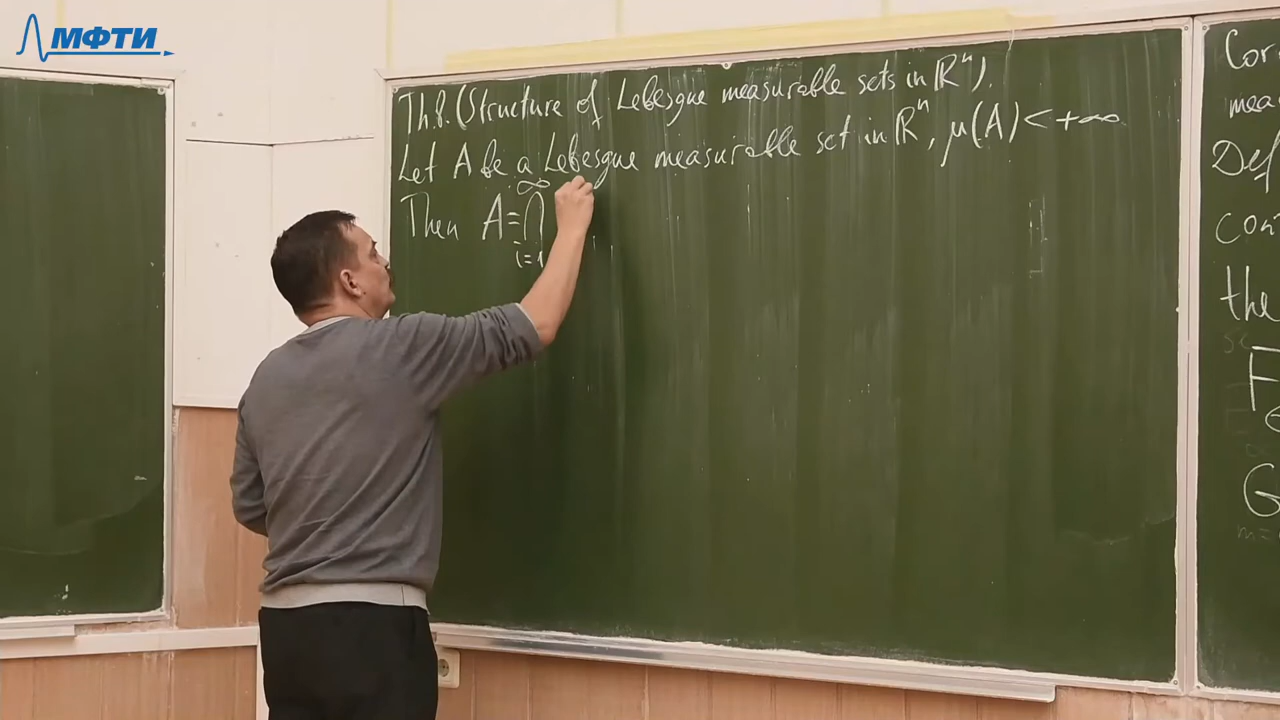 МФТИ
Th.8. (Structure of Lebesgue measurable sets in ℝⁿ).
Let A be a Lebesgue measurable set in ℝⁿ, μ(A) < +∞
Then A = ⋂_{i=1}^{∞}
Cor
mea
Def
con
the
F
G
m=